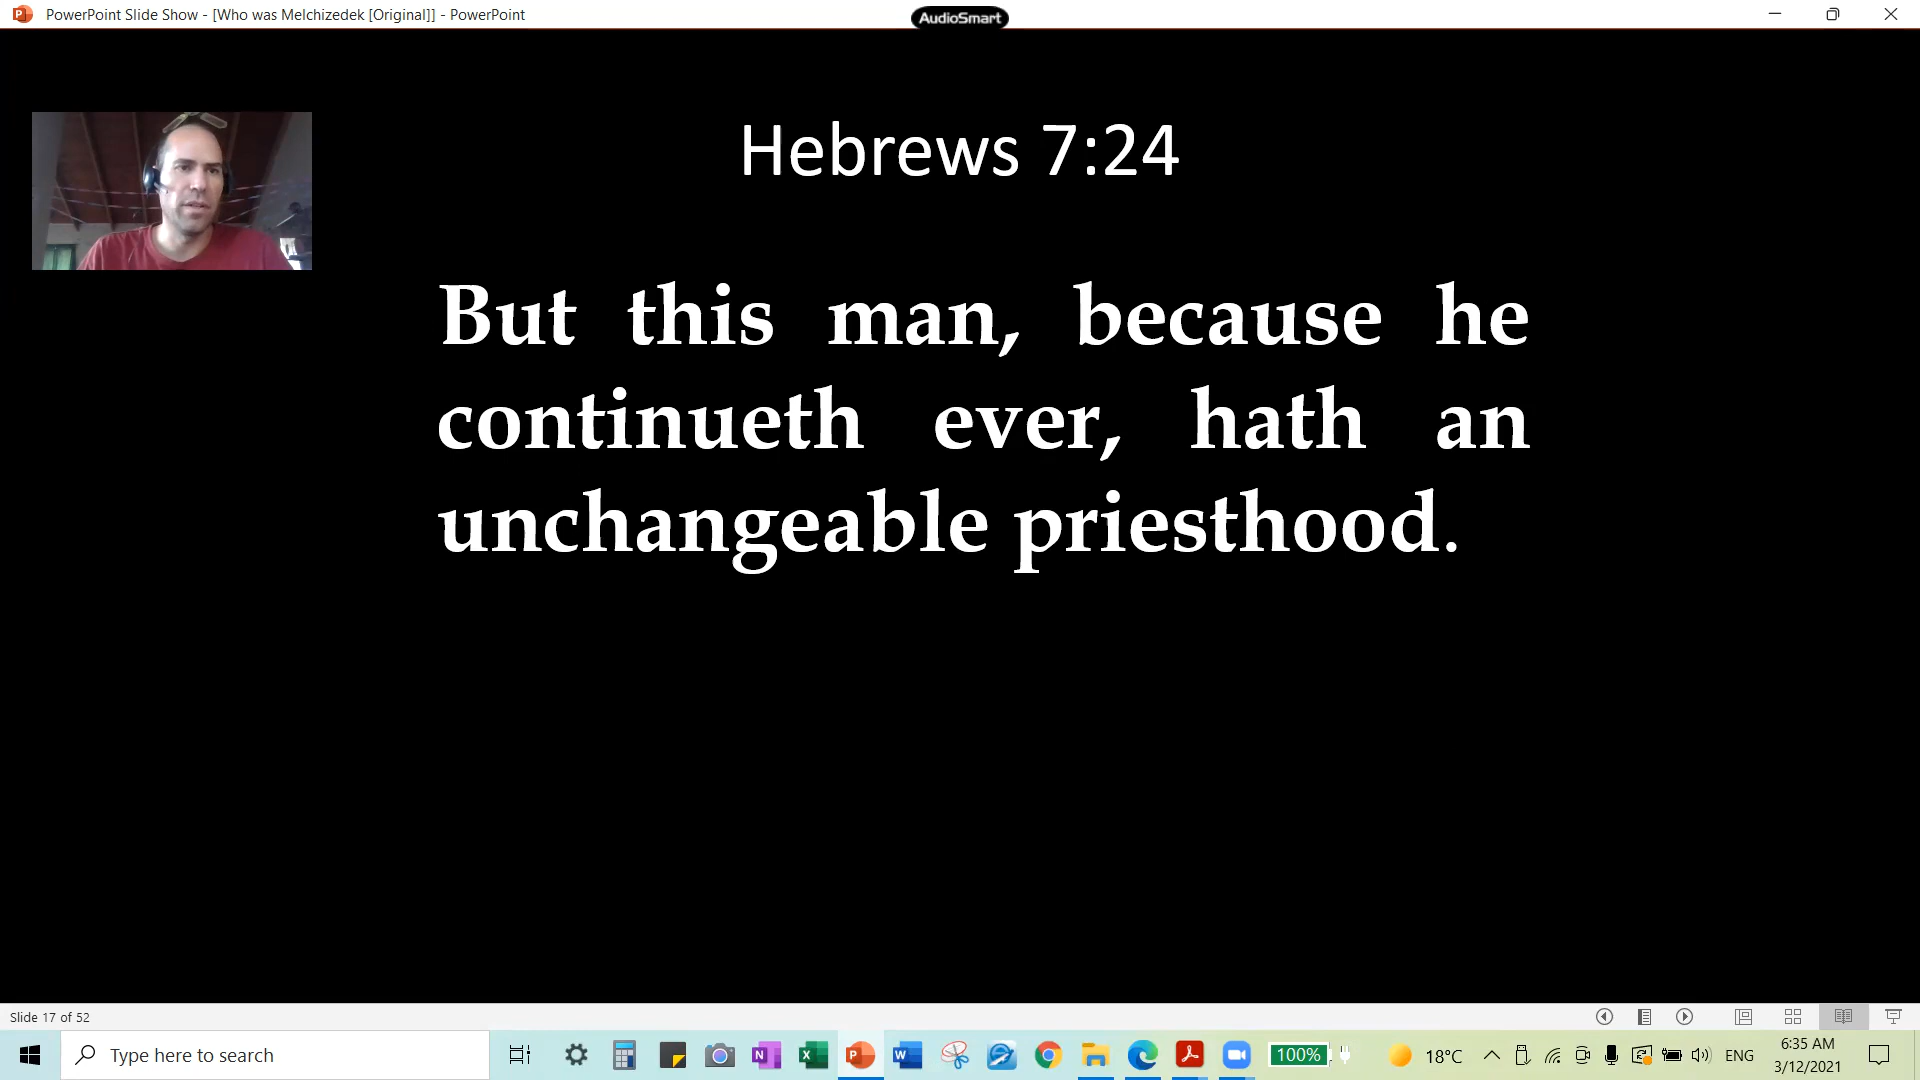 PowerPoint Slide Show - [Who was Melchizedek [Original]] - PowerPoint
AudioSmart
Hebrews 7:24
But this man, because he
continueth ever, hath an
unchangeable priesthood.
Slide 17 of 52
Type here to search
100%
18°C
ENG
6:35 AM
3/12/2021